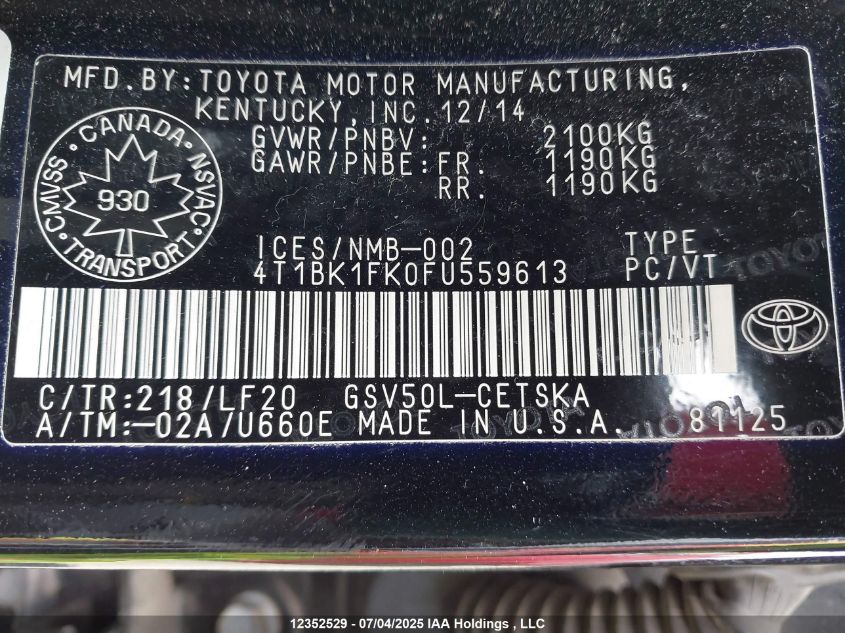 MFD.BY:TOYOTA MOTOR MANUFACTURING,
KENTUCKY,INC.12/14
GVWR/PNBV: 2100KG
GAWR/PNBE:FR. 1190KG
RR. 1190KG
CANADA
CMVSS NSVAC
930
TRANSPORT
ICES/NMB-002 TYPE
4T1BK1FK0FU559613 PC/VT
C/TR:218/LF20 GSV50L-CETSKA
A/TM:-02A/U660E MADE IN U.S.A. 81125
TOYOTA
12352529 - 07/04/2025 IAA Holdings , LLC